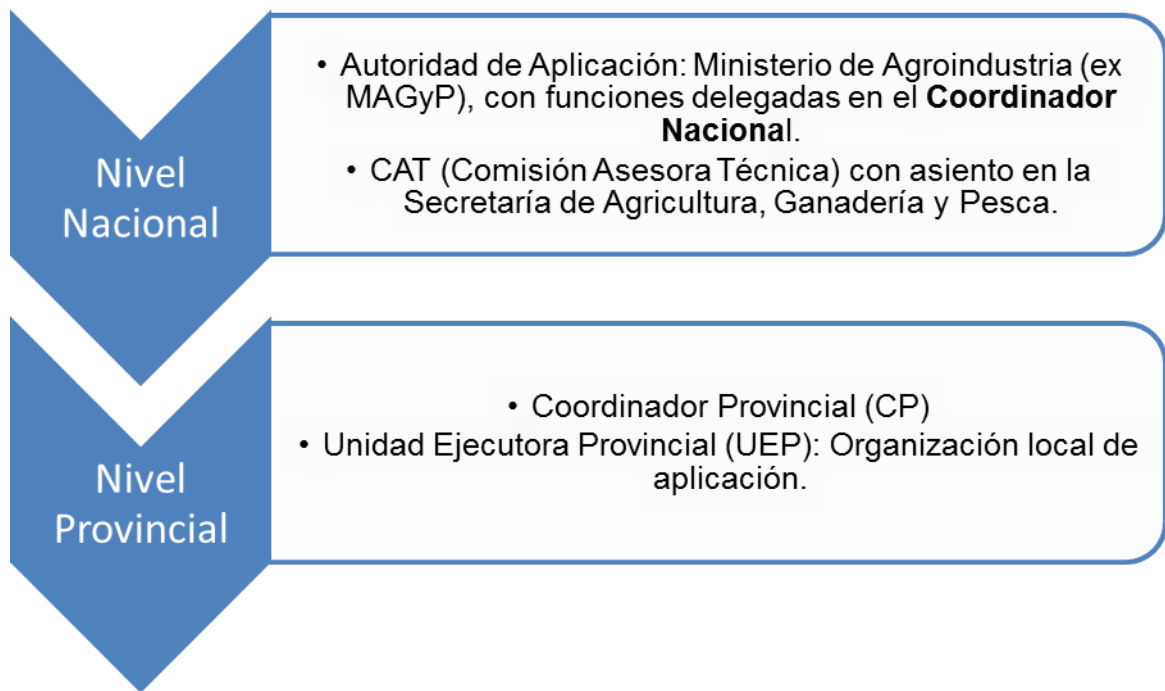 Nivel
Nacional
• Autoridad de Aplicación: Ministerio de Agroindustria (ex
MAGyP), con funciones delegadas en el Coordinador
Nacional.
• CAT (Comisión Asesora Técnica) con asiento en la
Secretaría de Agricultura, Ganadería y Pesca.
Nivel
Provincial
• Coordinador Provincial (CP)
• Unidad Ejecutora Provincial (UEP): Organización local de
aplicación.